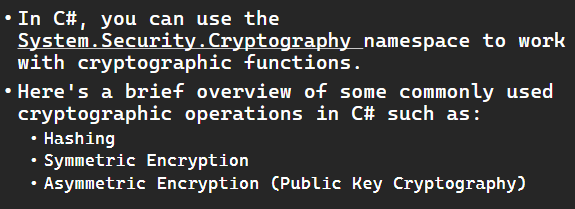 • In C#, you can use the
System.Security.Cryptography namespace to work
with cryptographic functions.
• Here's a brief overview of some commonly used
cryptographic operations in C# such as:
• Hashing
• Symmetric Encryption
• Asymmetric Encryption (Public Key Cryptography)